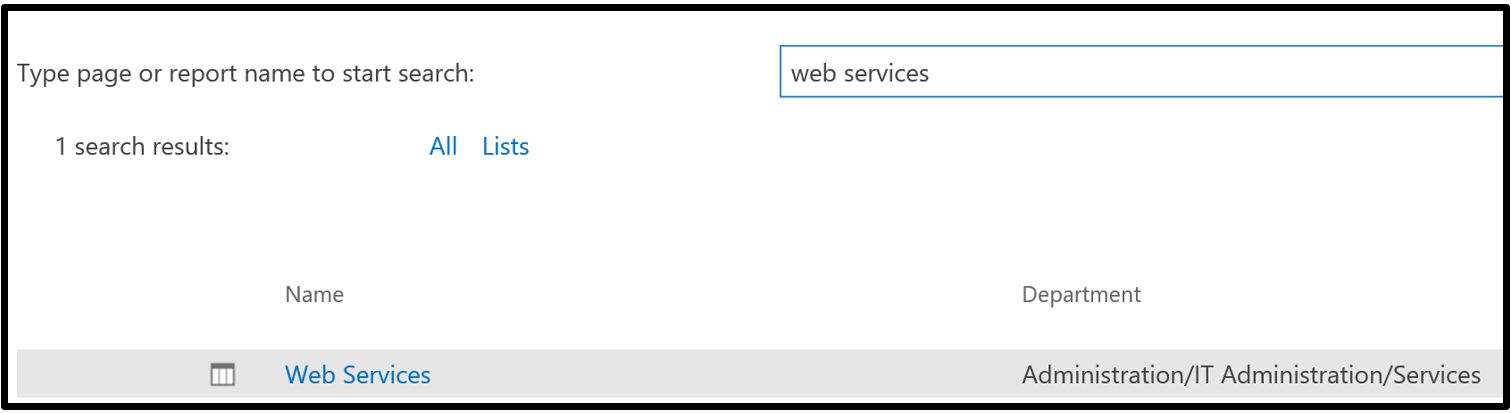 Type page or report name to start search: web services
1 search results: All Lists
Name Department
Web Services Administration/IT Administration/Services